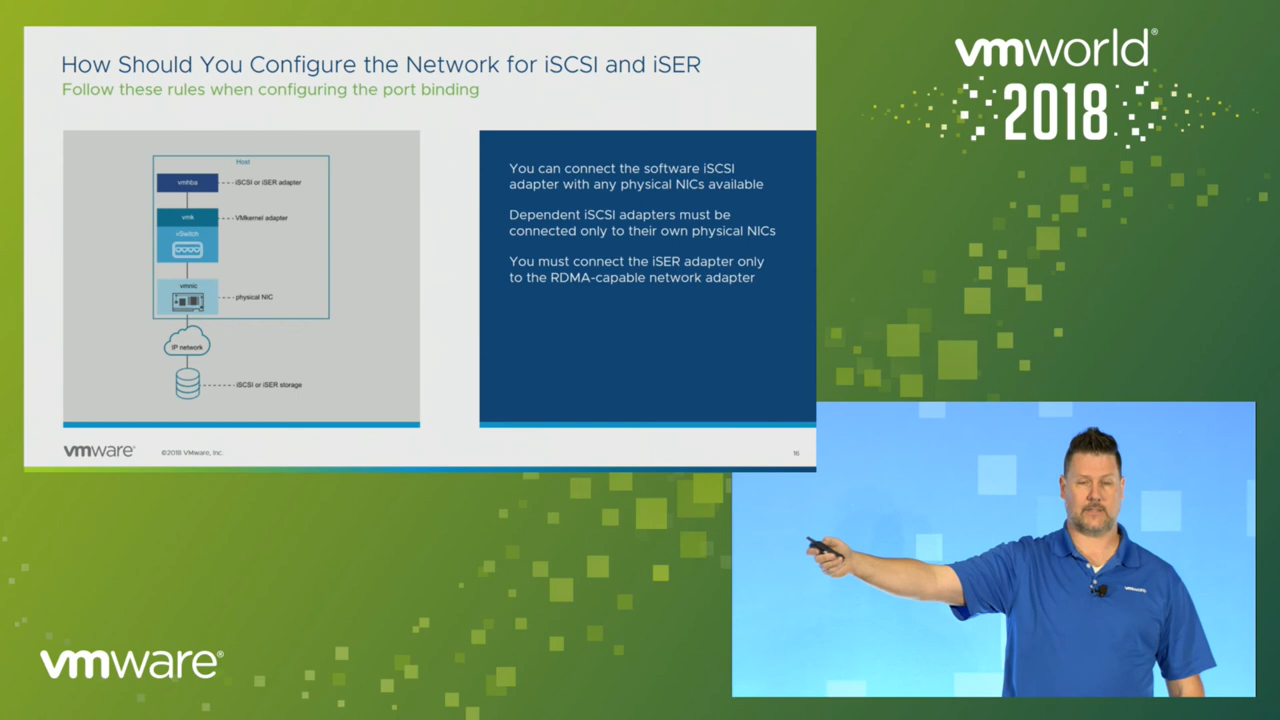 How Should You Configure the Network for iSCSI and iSER
Follow these rules when configuring the port binding
Host
vmhba
iSCSI or iSER adapter
vmk
VMkernel adapter
vSwitch
vmnic
physical NIC
IP network
iSCSI or iSER storage
You can connect the software iSCSI
adapter with any physical NICs available
Dependent iSCSI adapters must be
connected only to their own physical NICs
You must connect the iSER adapter only
to the RDMA-capable network adapter
vmware®
©2018 VMware, Inc.
16
vmworld®
2018
vmware
vmware®